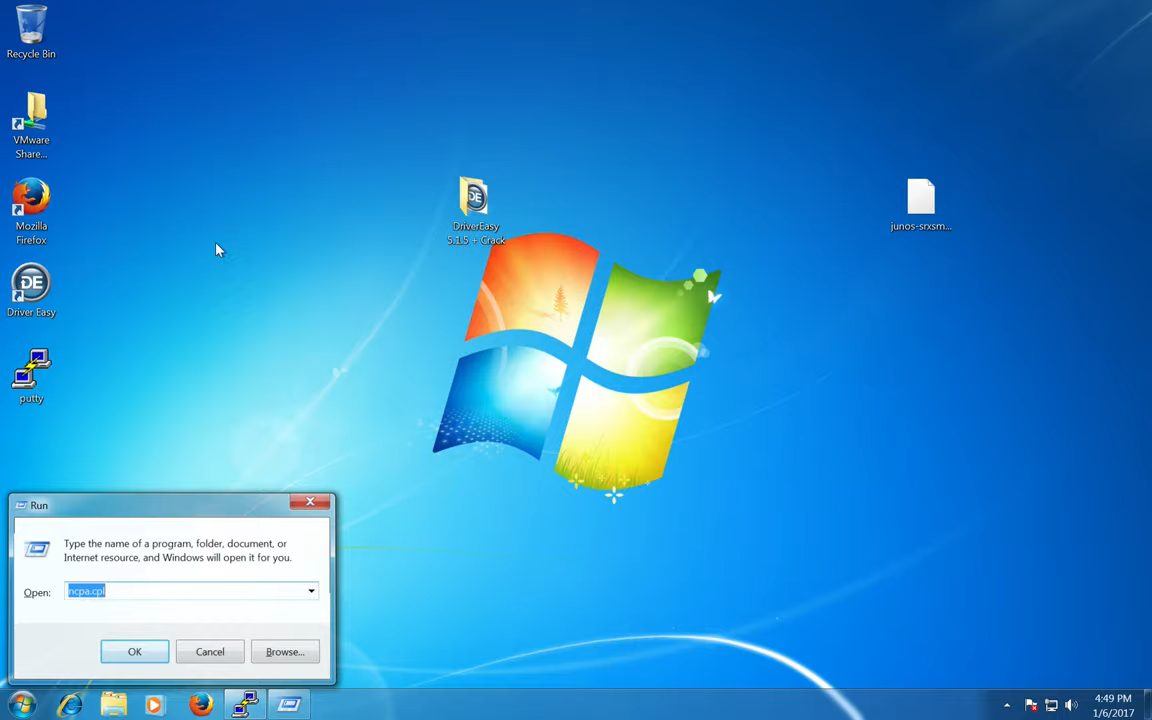 Recycle Bin
VMware
Share...
Mozilla
Firefox
Driver Easy
putty
DriverEasy
5.1.5 + Crack
junos-srxsm...
Run
Type the name of a program, folder, document, or
Internet resource, and Windows will open it for you.
Open:
ncpa.cpl
OK
Cancel
Browse...
4:49 PM
1/6/2017